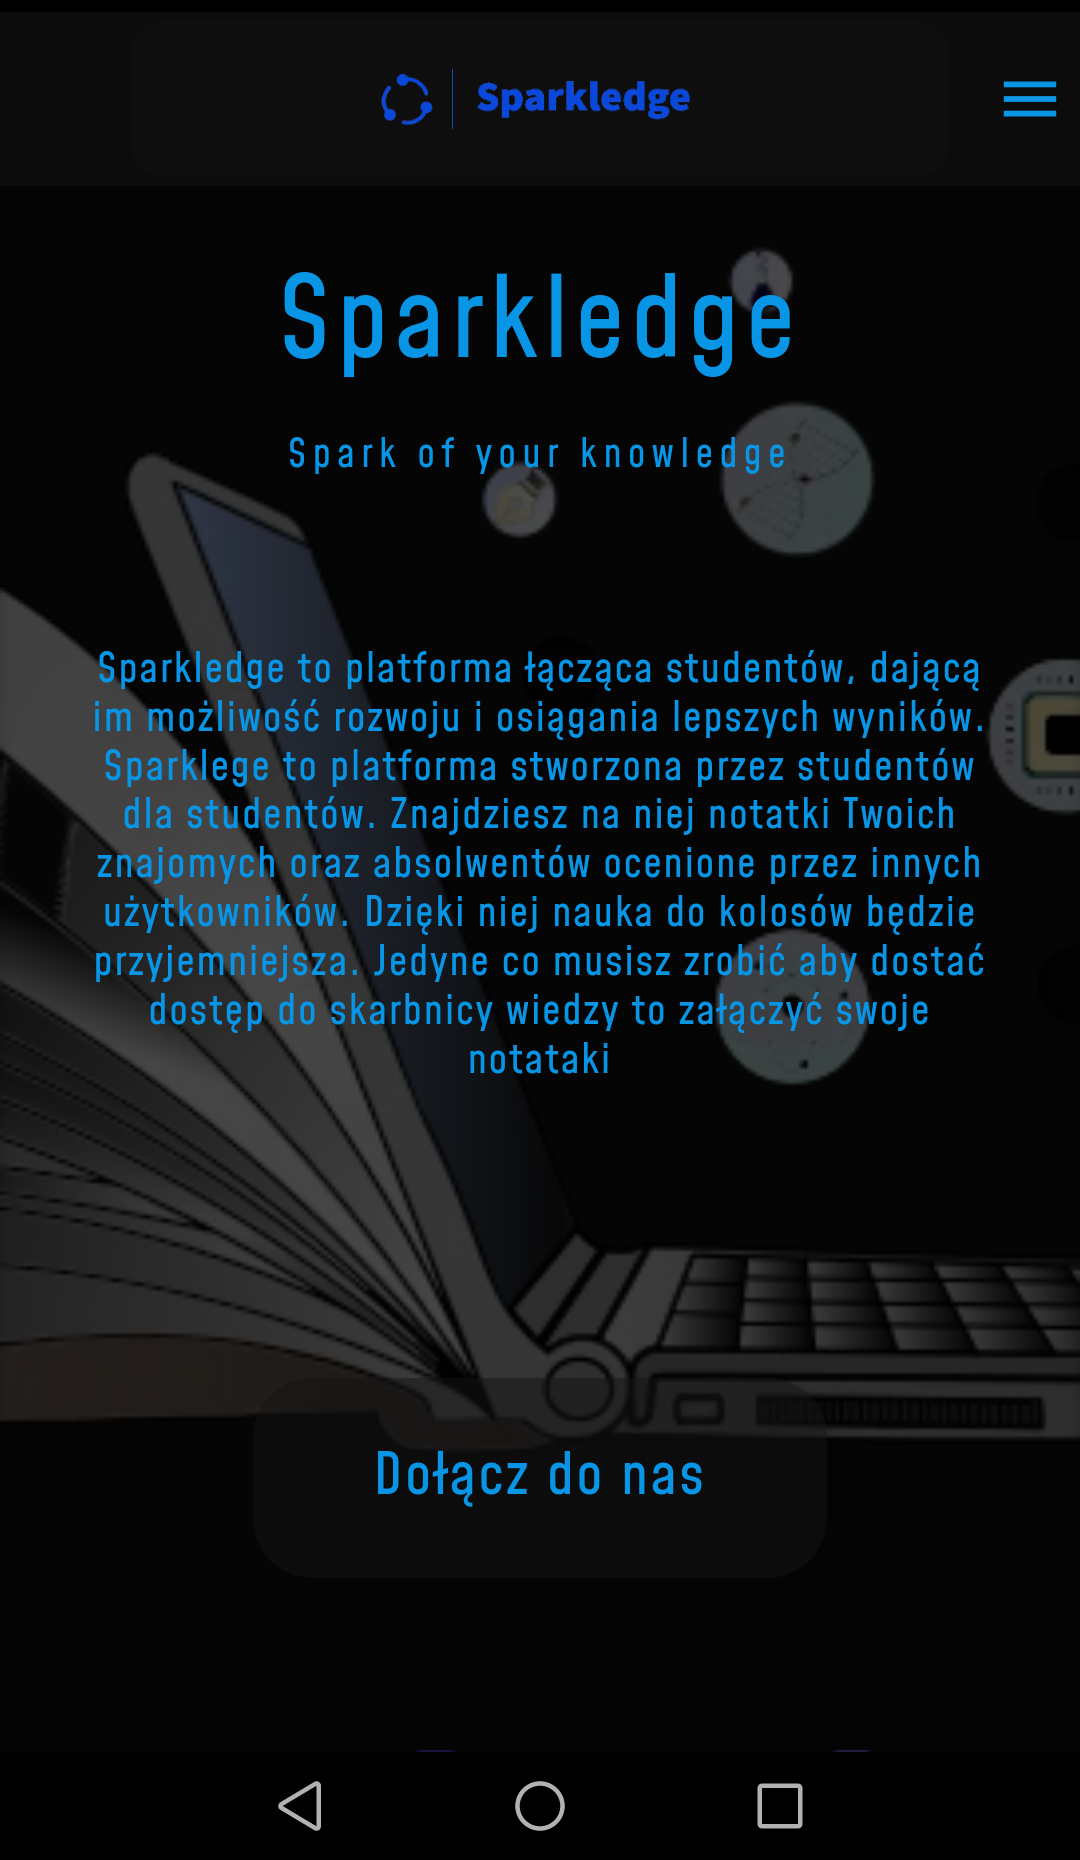 Sparkledge
Sparkledge
Spark of your knowledge
Sparkledge to platforma łącząca studentów, dającą
im możliwość rozwoju i osiągania lepszych wyników.
Sparklege to platforma stworzona przez studentów
dla studentów. Znajdziesz na niej notatki Twoich
znajomych oraz absolwentów ocenione przez innych
użytkowników. Dzięki niej nauka do kolosów będzie
przyjemniejsza. Jedyne co musisz zrobić aby dostać
dostęp do skarbnicy wiedzy to załączyć swoje
notataki
Dołącz do nas